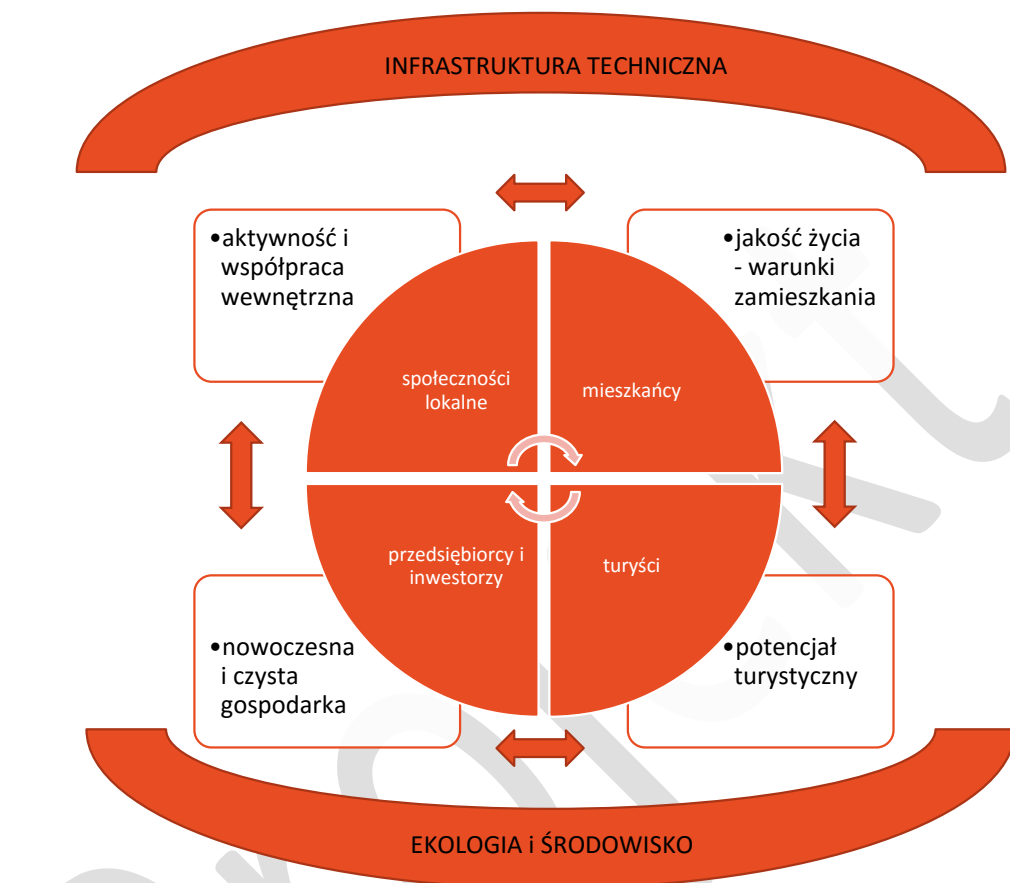 INFRASTRUKTURA TECHNICZNA
•aktywność i
współpraca
wewnętrzna
•jakość życia
- warunki
zamieszkania
społeczności
lokalne
mieszkańcy
przedsiębiorcy i
inwestorzy
turyści
•nowoczesna
i czysta
gospodarka
•potencjał
turystyczny
EKOLOGIA i ŚRODOWISKO